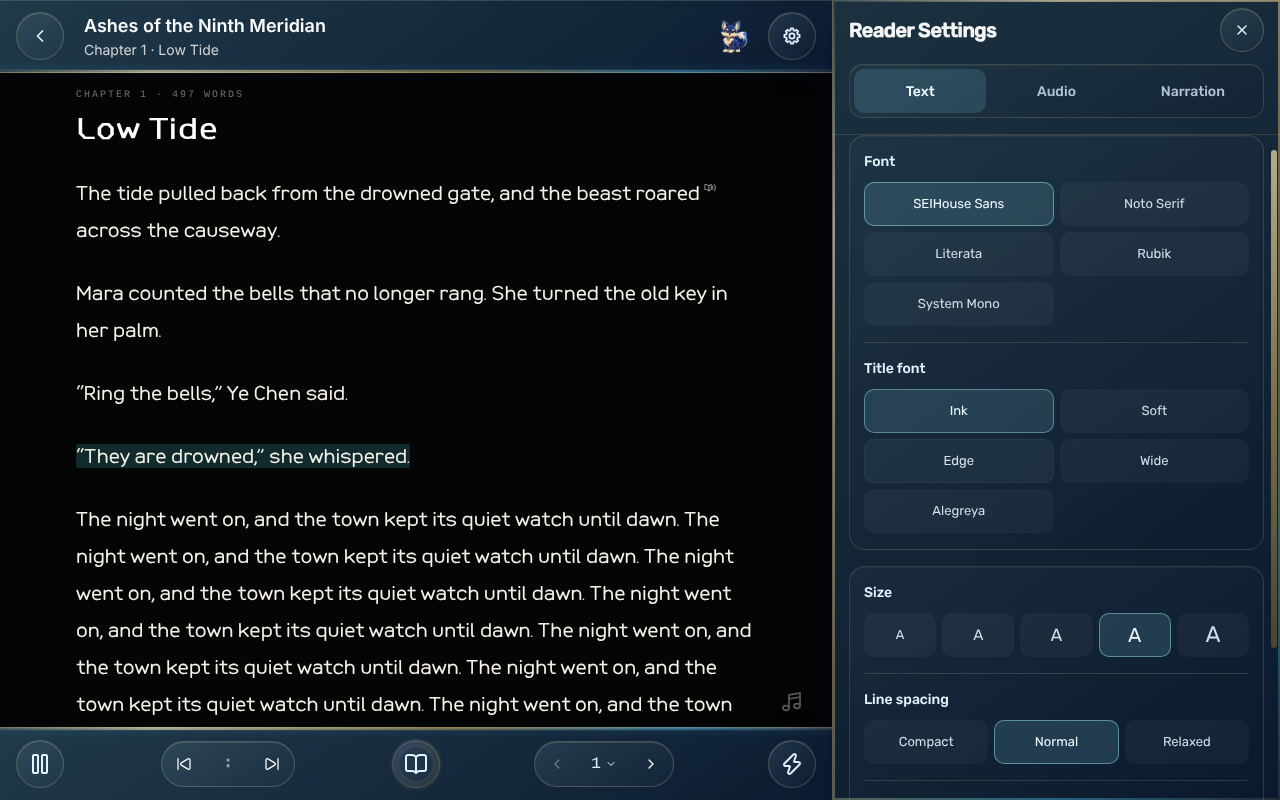 Ashes of the Ninth Meridian
Chapter 1 · Low Tide
CHAPTER 1 · 497 WORDS
Low Tide
The tide pulled back from the drowned gate, and the beast roared
across the causeway.
Mara counted the bells that no longer rang. She turned the old key in
her palm.
“Ring the bells,” Ye Chen said.
“They are drowned,” she whispered.
The night went on, and the town kept its quiet watch until dawn. The
night went on, and the town kept its quiet watch until dawn. The night
went on, and the town kept its quiet watch until dawn. The night went
on, and the town kept its quiet watch until dawn. The night went on, and
the town kept its quiet watch until dawn. The night went on, and the
town kept its quiet watch until dawn. The night went on, and the town
:
1
Reader Settings
Text Audio Narration
Font
SEIHouse Sans Noto Serif
Literata Rubik
System Mono
Title font
Ink Soft
Edge Wide
Alegreya
Size
A A A A A
Line spacing
Compact Normal Relaxed